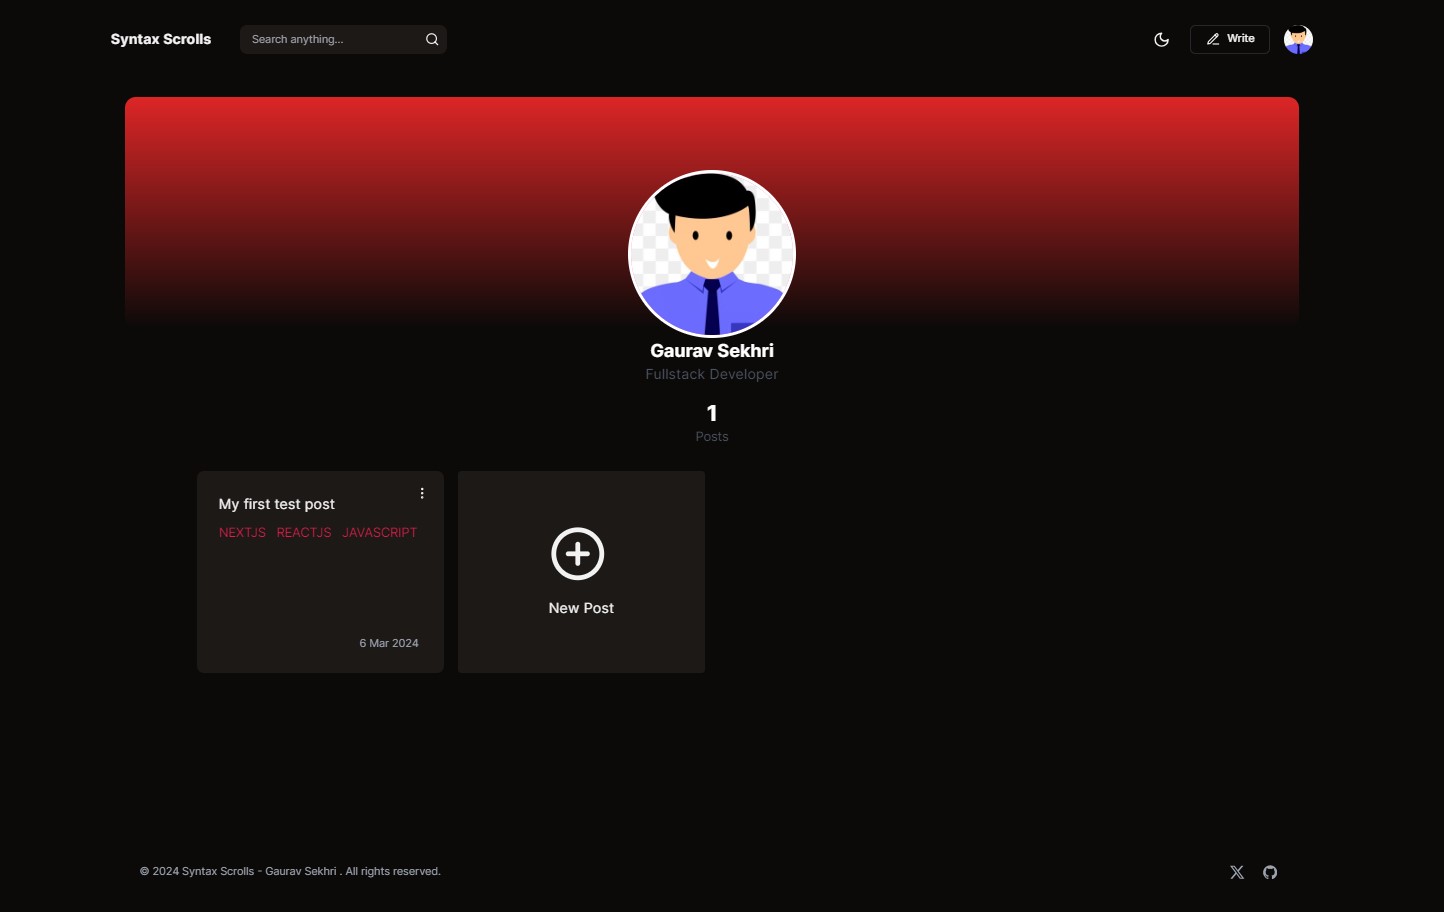 Syntax Scrolls
Search anything...
Write
Gaurav Sekhri
Fullstack Developer
1
Posts
My first test post
NEXTJS REACTJS JAVASCRIPT
6 Mar 2024
New Post
© 2024 Syntax Scrolls - Gaurav Sekhri . All rights reserved.